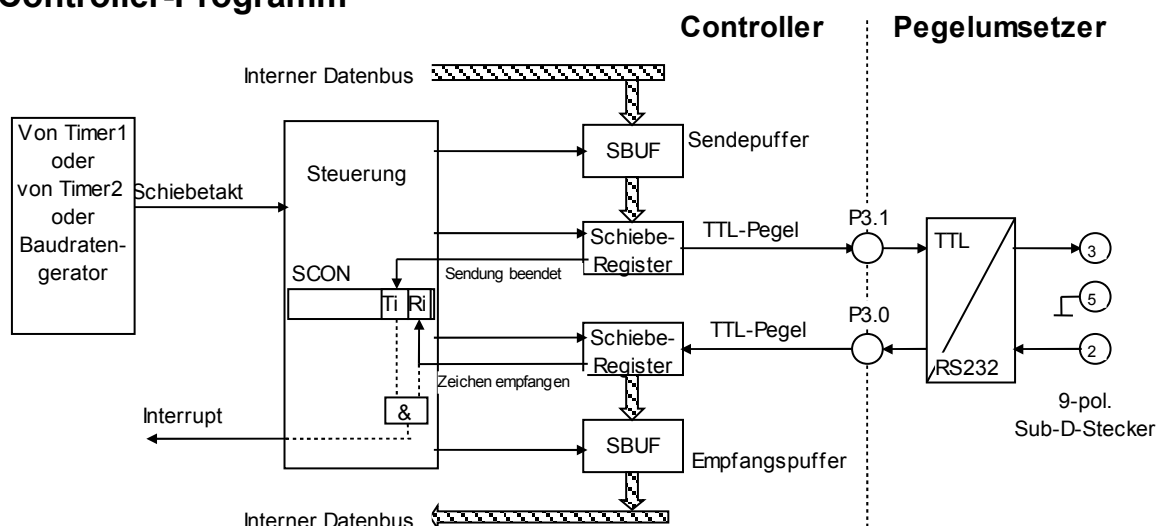 Controller-Programm
Controller
Pegelumsetzer
Interner Datenbus
Von Timer1
oder
von Timer2
oder
Baudraten-
gerator
Schiebetakt
Steuerung
SCON
Ti
Ri
SBUF
Sendepuffer
Schiebe-
Register
Sendung beendet
TTL-Pegel
P3.1
TTL
RS232
3
5
2
P3.0
TTL-Pegel
Schiebe-
Register
Zeichen empfangen
&
Interrupt
SBUF
Empfangspuffer
9-pol.
Sub-D-Stecker
Interner Datenbus